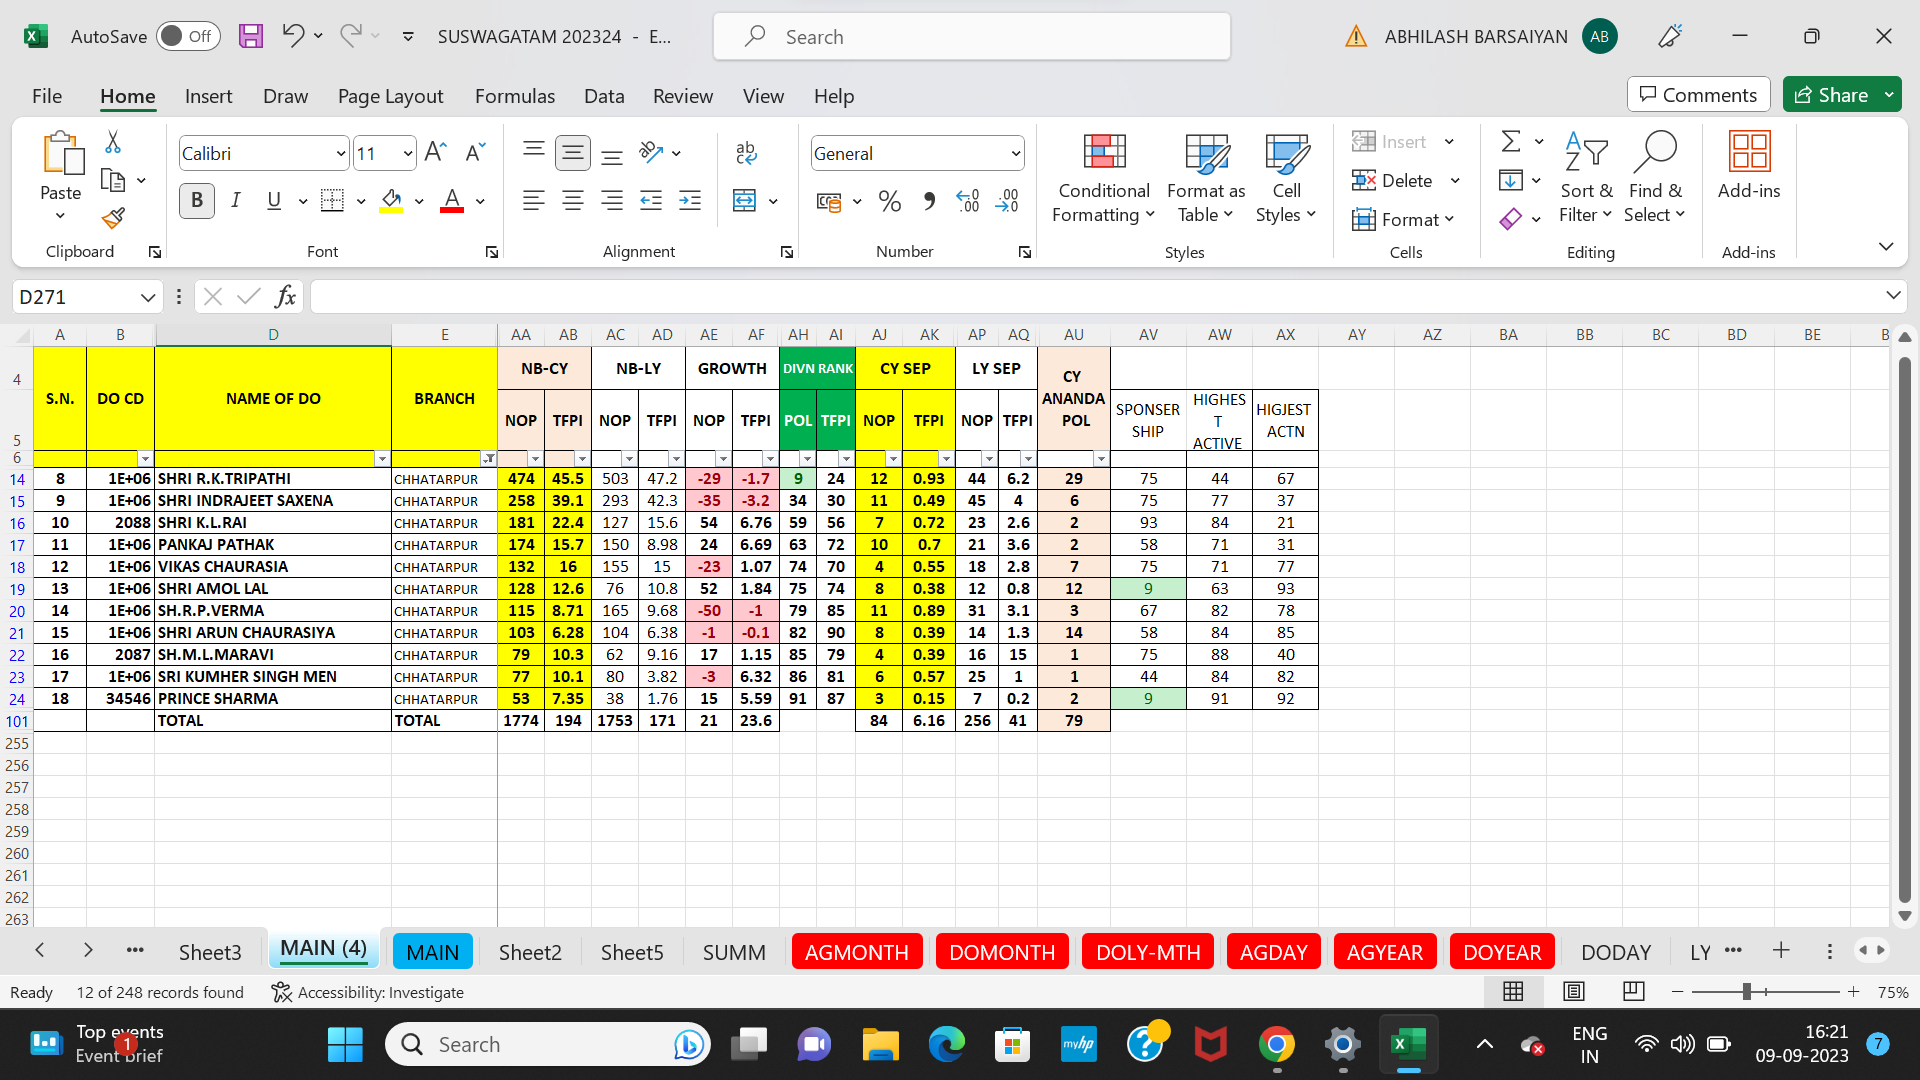 AutoSave Off SUSWAGATAM 202324 - E... Search ABHILASH BARSAIYAN AB
File Home Insert Draw Page Layout Formulas Data Review View Help Comments Share
Paste Calibri 11 General Conditional Formatting Format as Table Cell Styles Insert Delete Format Sort & Filter Find & Select Add-ins
Clipboard Font Alignment Number Styles Cells Editing Add-ins
D271 fx
A B D E AA AB AC AD AE AF AH AI AJ AK AP AQ AU AV AW AX AY AZ BA BB BC BD BE B
4 S.N. DO CD NAME OF DO BRANCH NB-CY NB-LY GROWTH DIVN RANK CY SEP LY SEP CY ANANDA POL
5 NOP TFPI NOP TFPI NOP TFPI POL TFPI NOP TFPI NOP TFPI SPONSER SHIP HIGHES T ACTIVE HIGJEST ACTN
6
14 8 1E+06 SHRI R.K.TRIPATHI CHHATARPUR 474 45.5 503 47.2 -29 -1.7 9 24 12 0.93 44 6.2 29 75 44 67
15 9 1E+06 SHRI INDRAJEET SAXENA CHHATARPUR 258 39.1 293 42.3 -35 -3.2 34 30 11 0.49 45 4 6 75 77 37
16 10 2088 SHRI K.L.RAI CHHATARPUR 181 22.4 127 15.6 54 6.76 59 56 7 0.72 23 2.6 2 93 84 21
17 11 1E+06 PANKAJ PATHAK CHHATARPUR 174 15.7 150 8.98 24 6.69 63 72 10 0.7 21 3.6 2 58 71 31
18 12 1E+06 VIKAS CHAURASIA CHHATARPUR 132 16 155 15 -23 1.07 74 70 4 0.55 18 2.8 7 75 71 77
19 13 1E+06 SHRI AMOL LAL CHHATARPUR 128 12.6 76 10.8 52 1.84 75 74 8 0.38 12 0.8 12 9 63 93
20 14 1E+06 SH.R.P.VERMA CHHATARPUR 115 8.71 165 9.68 -50 -1 79 85 11 0.89 31 3.1 3 67 82 78
21 15 1E+06 SHRI ARUN CHAURASIYA CHHATARPUR 103 6.28 104 6.38 -1 -0.1 82 90 8 0.39 14 1.3 14 58 84 85
22 16 2087 SH.M.L.MARAVI CHHATARPUR 79 10.3 62 9.16 17 1.15 85 79 4 0.39 16 15 1 75 88 40
23 17 1E+06 SRI KUMHER SINGH MEN CHHATARPUR 77 10.1 80 3.82 -3 6.32 86 81 6 0.57 25 1 1 44 84 82
24 18 34546 PRINCE SHARMA CHHATARPUR 53 7.35 38 1.76 15 5.59 91 87 3 0.15 7 0.2 2 9 91 92
101 TOTAL TOTAL 1774 194 1753 171 21 23.6 84 6.16 256 41 79
255
256
257
258
259
260
261
262
263
Sheet3 MAIN (4) MAIN Sheet2 Sheet5 SUMM AGMONTH DOMONTH DOLY-MTH AGDAY AGYEAR DOYEAR DODAY LY
Ready 12 of 248 records found Accessibility: Investigate 75%
Top events 1 Search myhp ENG 16:21
Event brief IN 09-09-2023 7